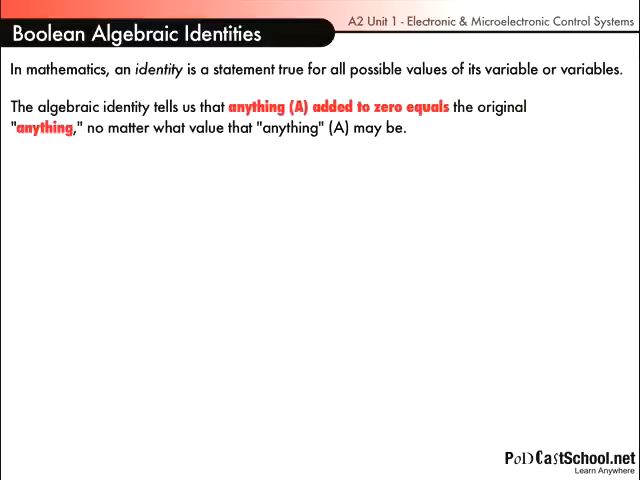 A2 Unit 1 - Electronic & Microelectronic Control Systems
Boolean Algebraic Identities
In mathematics, an identity is a statement true for all possible values of its variable or variables.
The algebraic identity tells us that anything (A) added to zero equals the original
"anything," no matter what value that "anything" (A) may be.
PoDCastSchool.net
Learn Anywhere